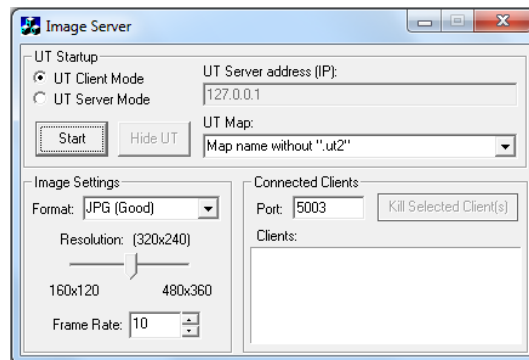 Image Server
UT Startup
UT Client Mode
UT Server Mode
UT Server address (IP):
127.0.0.1
Start
Hide UT
UT Map:
Map name without ".ut2"
Image Settings
Format: JPG (Good)
Resolution: (320x240)
160x120 480x360
Frame Rate: 10
Connected Clients
Port: 5003 Kill Selected Client(s)
Clients: